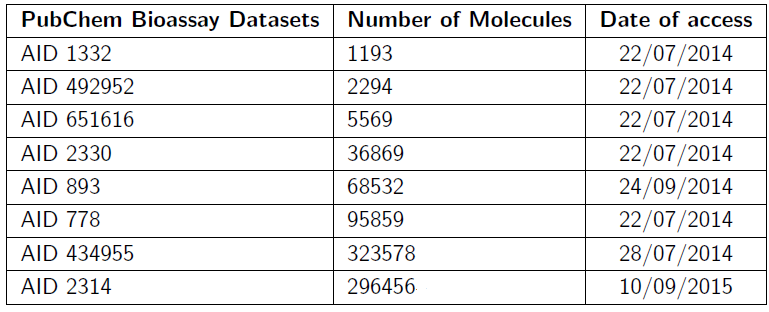 PubChem Bioassay Datasets Number of Molecules Date of access
AID 1332 1193 22/07/2014
AID 492952 2294 22/07/2014
AID 651616 5569 22/07/2014
AID 2330 36869 22/07/2014
AID 893 68532 24/09/2014
AID 778 95859 22/07/2014
AID 434955 323578 28/07/2014
AID 2314 296456 10/09/2015